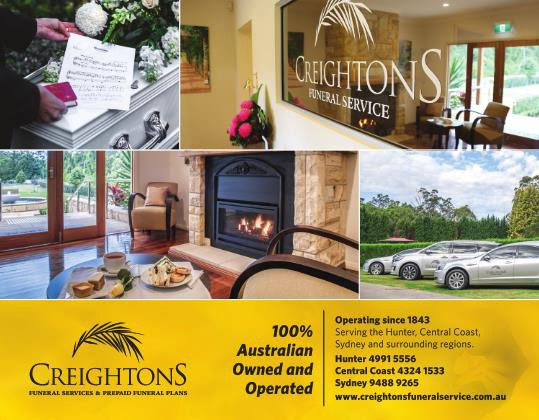 CREIGHTONS
FUNERAL SERVICE
CREIGHTONS
FUNERAL SERVICES & PREPAID FUNERAL PLANS
100%
Australian
Owned and
Operated
Operating since 1843
Serving the Hunter, Central Coast,
Sydney and surrounding regions.
Hunter 4991 5556
Central Coast 4324 1533
Sydney 9488 9265
www.creightonsfuneralservice.com.au